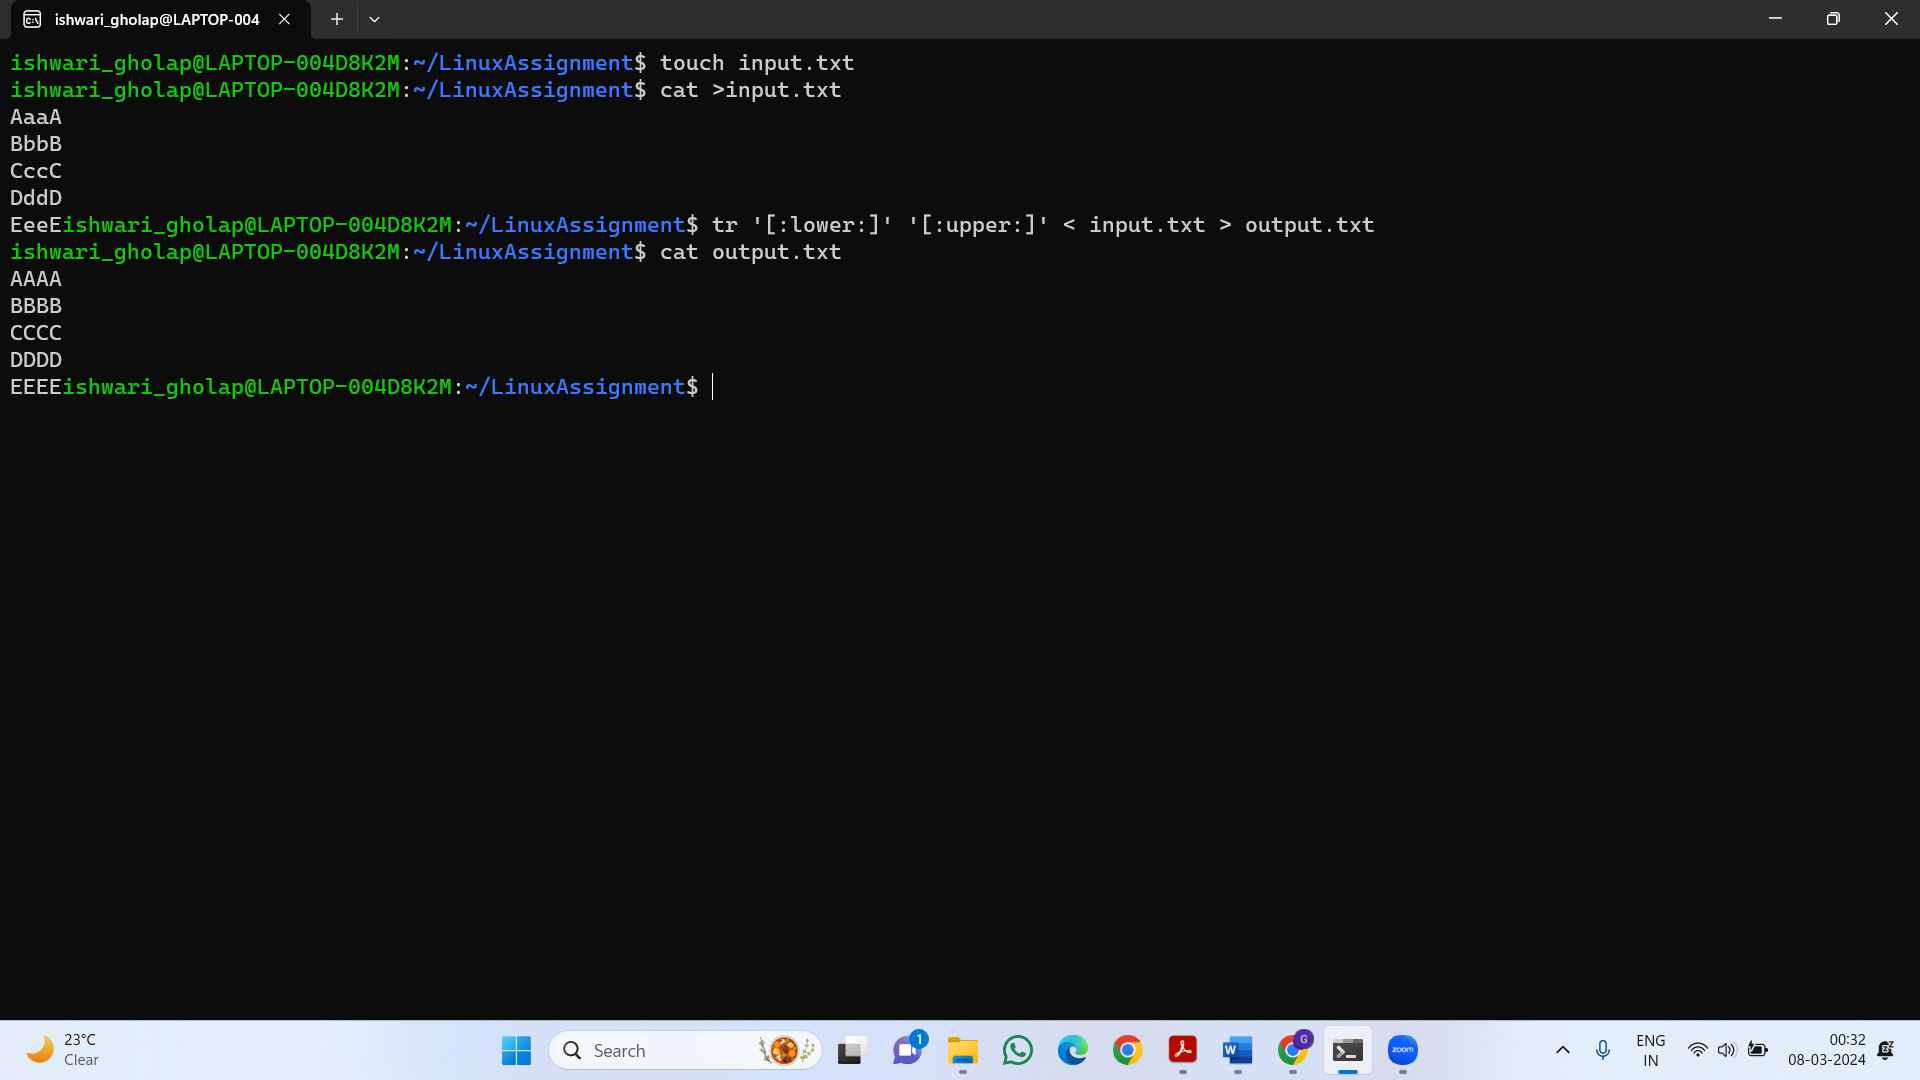 ishwari_gholap@LAPTOP-004
ishwari_gholap@LAPTOP-004D8K2M:~/LinuxAssignment$ touch input.txt
ishwari_gholap@LAPTOP-004D8K2M:~/LinuxAssignment$ cat >input.txt
AaaA
BbbB
CccC
DddD
EeeEishwari_gholap@LAPTOP-004D8K2M:~/LinuxAssignment$ tr '[:lower:]' '[:upper:]' < input.txt > output.txt
ishwari_gholap@LAPTOP-004D8K2M:~/LinuxAssignment$ cat output.txt
AAAA
BBBB
CCCC
DDDD
EEEEishwari_gholap@LAPTOP-004D8K2M:~/LinuxAssignment$
23°C
Clear
Search
1
W
G
zoom
ENG
IN
00:32
08-03-2024